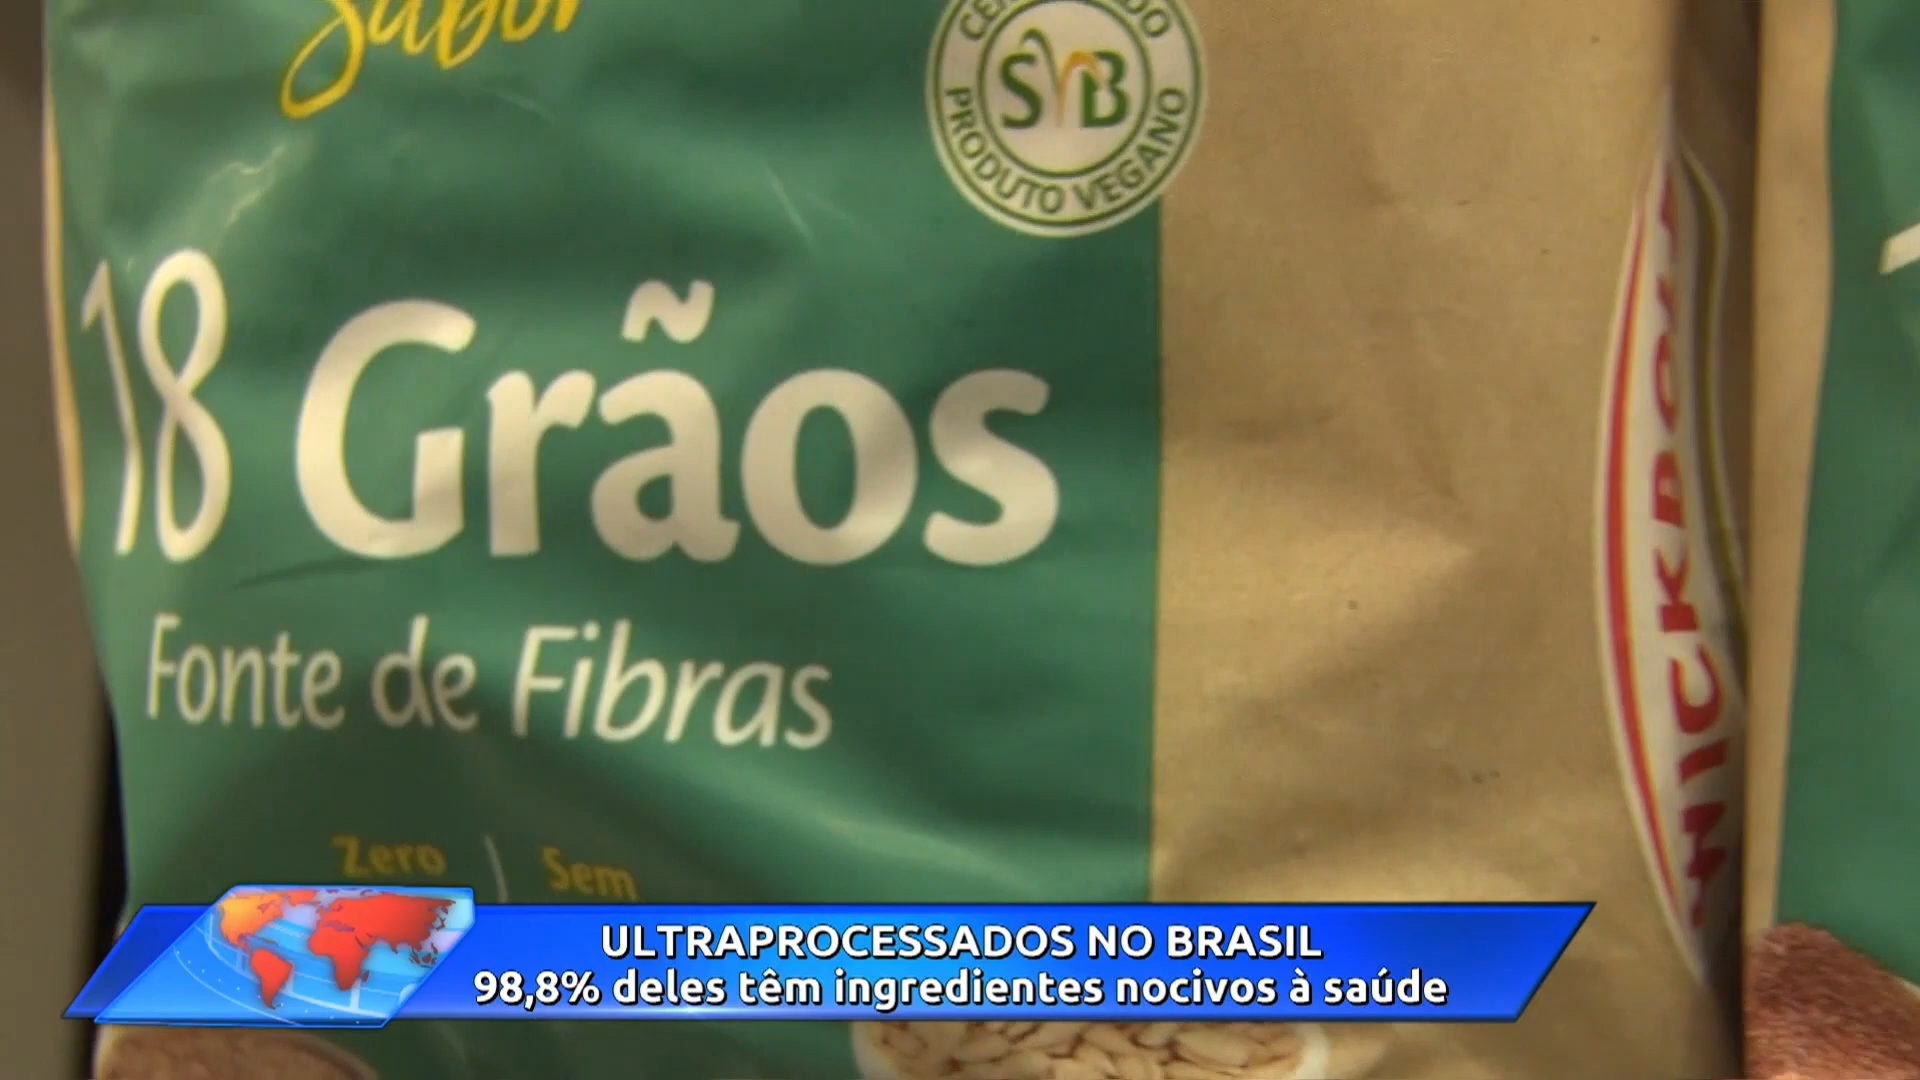 Sabor
SVB
PRODUTO VEGANO
18 Grãos
Fonte de Fibras
Zero | Sem
WICKBOLD
ULTRAPROCESSADOS NO BRASIL
98,8% deles têm ingredientes nocivos à saúde